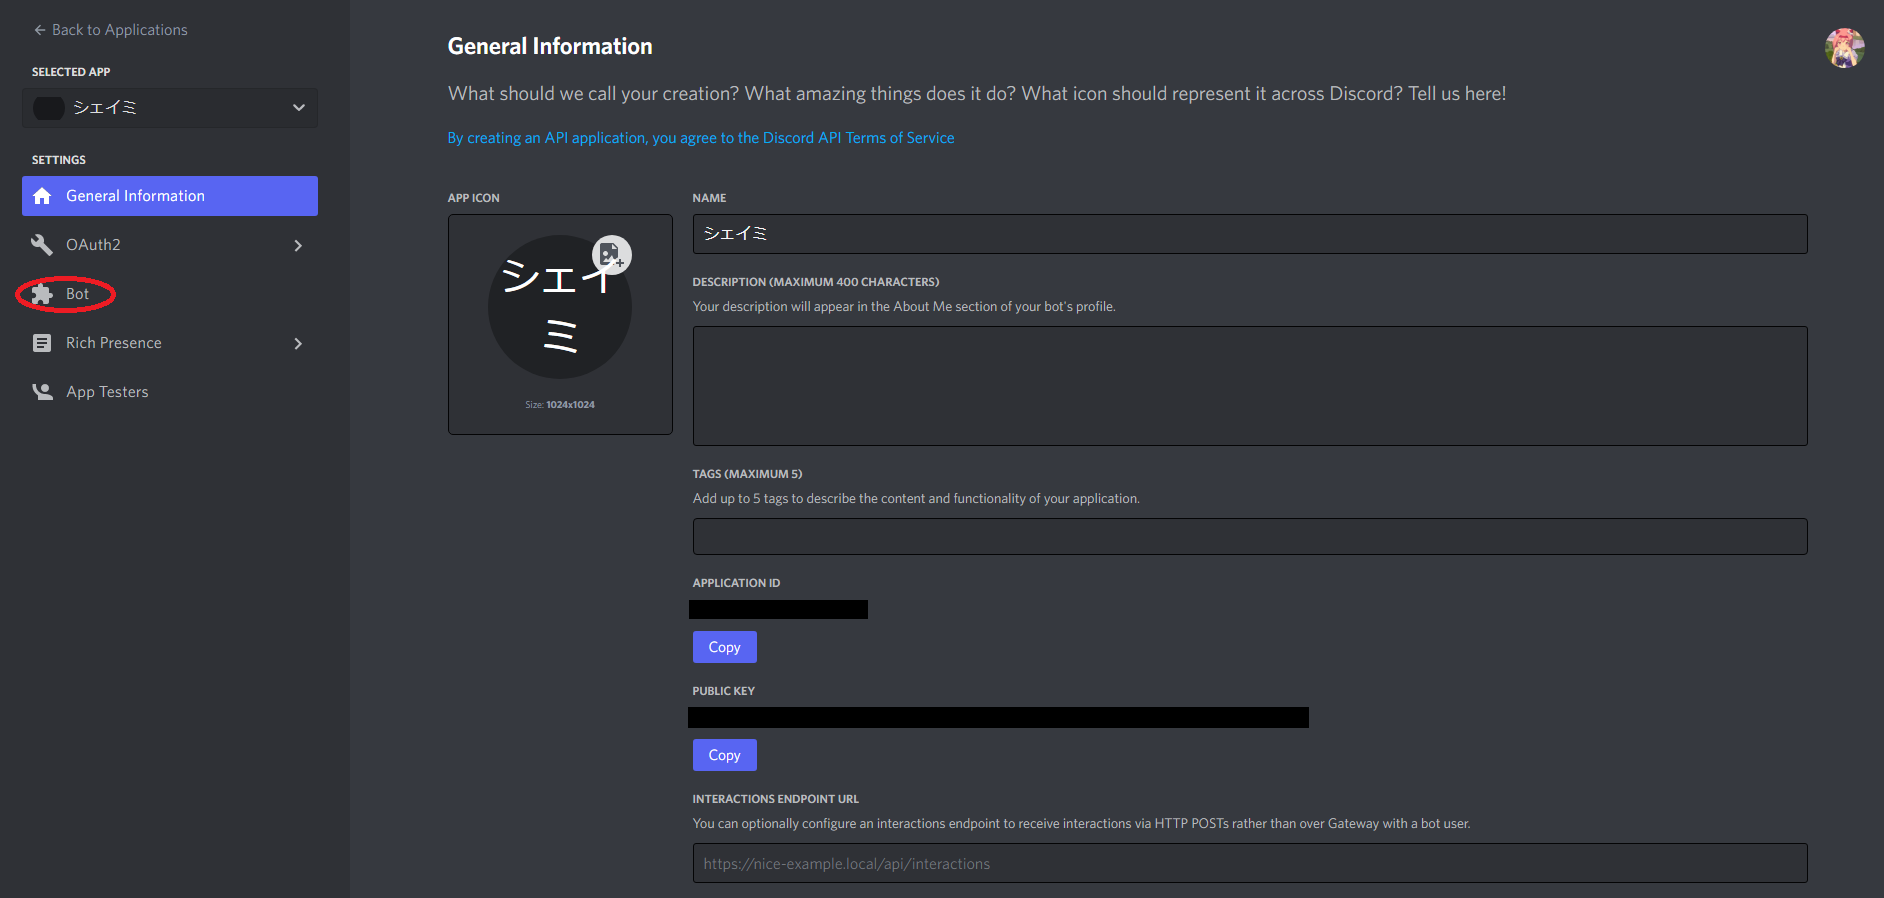 Back to Applications
SELECTED APP
シェイミ
SETTINGS
General Information
OAuth2
Bot
Rich Presence
App Testers
General Information
What should we call your creation? What amazing things does it do? What icon should represent it across Discord? Tell us here!
By creating an API application, you agree to the Discord API Terms of Service
APP ICON
シェイ
ミ
Size: 1024x1024
NAME
シェイミ
DESCRIPTION (MAXIMUM 400 CHARACTERS)
Your description will appear in the About Me section of your bot's profile.
TAGS (MAXIMUM 5)
Add up to 5 tags to describe the content and functionality of your application.
APPLICATION ID
Copy
PUBLIC KEY
Copy
INTERACTIONS ENDPOINT URL
You can optionally configure an interactions endpoint to receive interactions via HTTP POSTs rather than over Gateway with a bot user.
https://nice-example.local/api/interactions